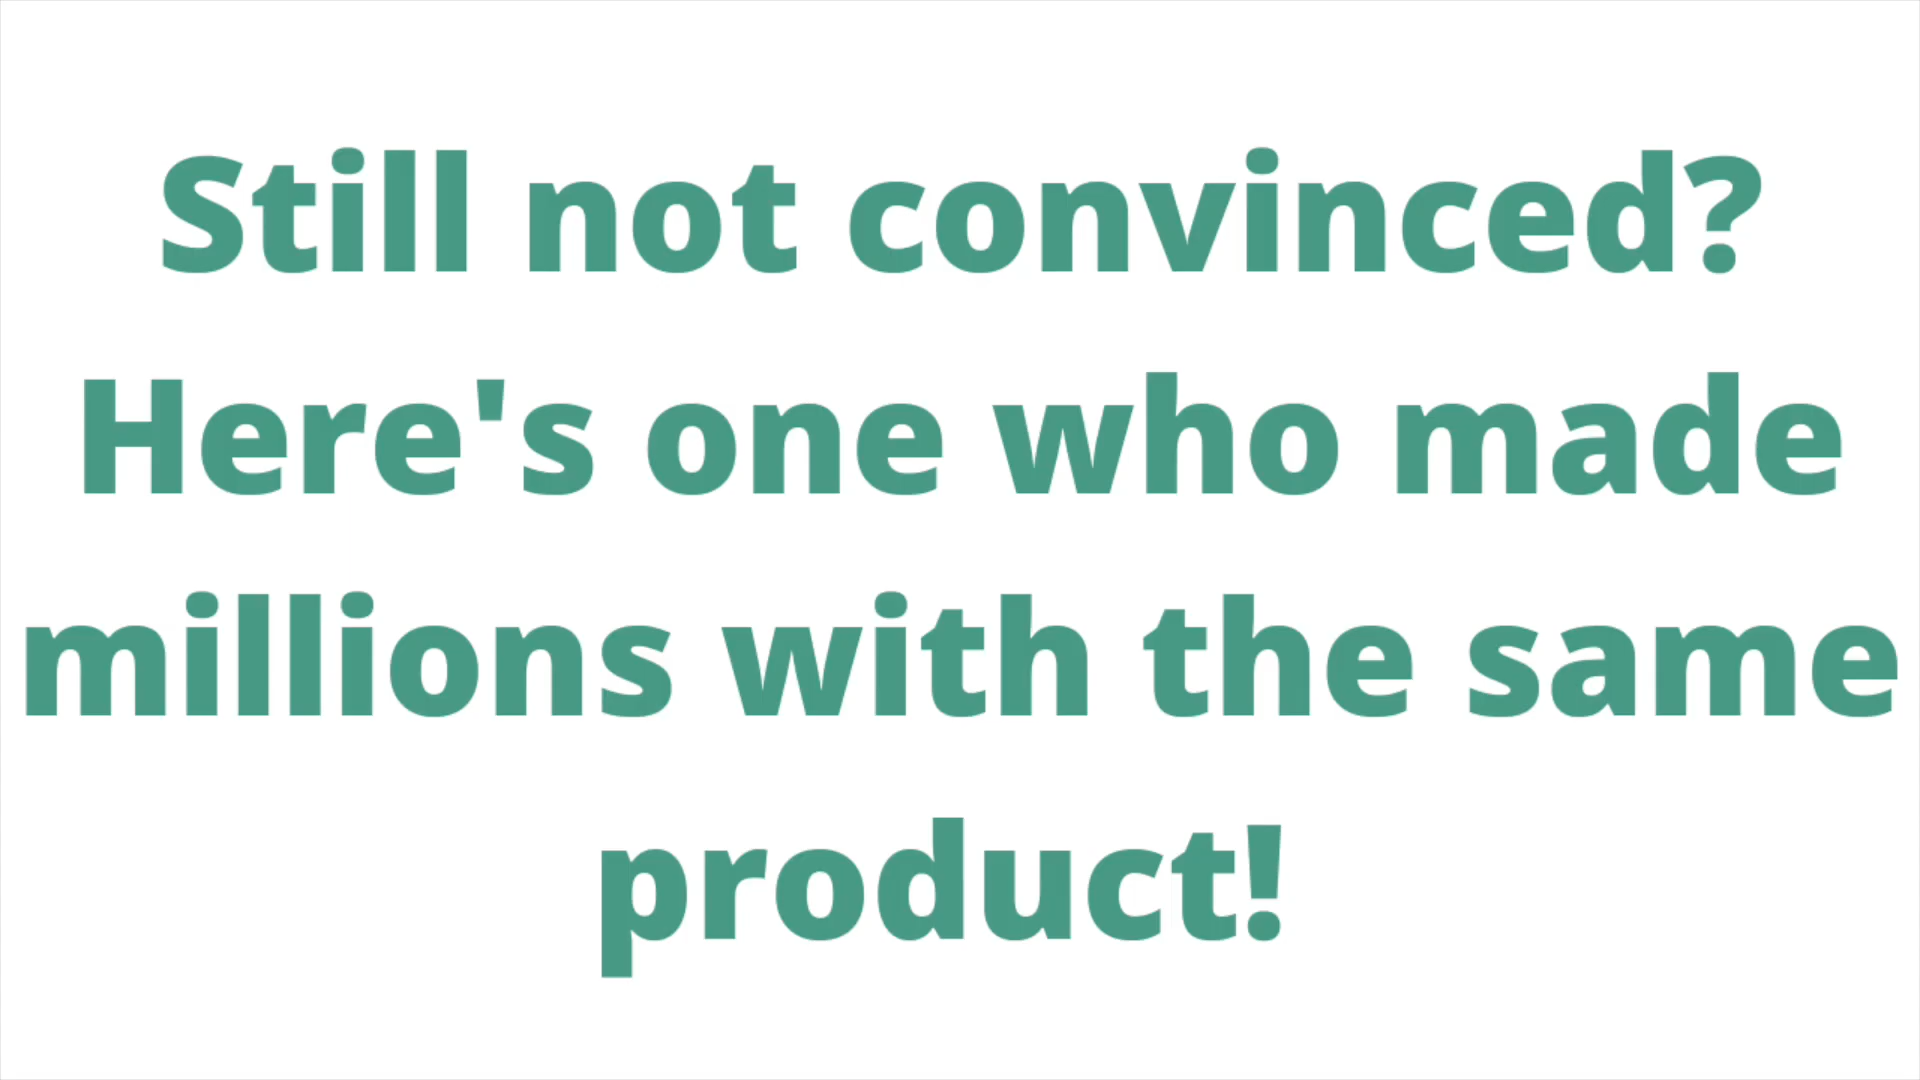 Still not convinced?
Here's one who made
millions with the same
product!